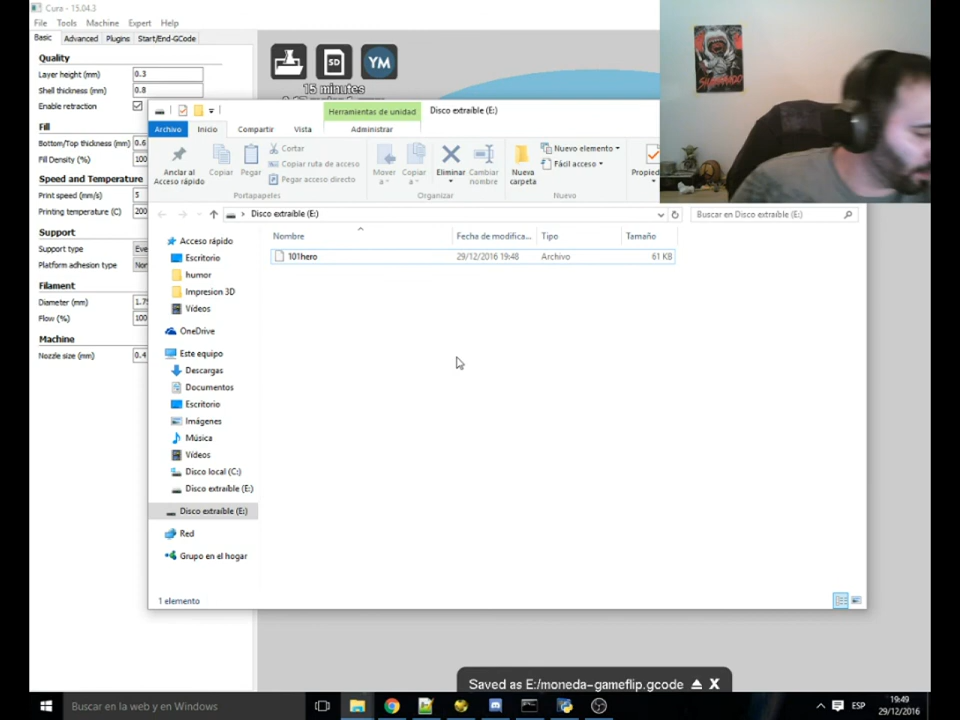 Cura - 15.04.3
File Tools Machine Expert Help
Basic Advanced Plugins Start/End-GCode
Quality
Layer height (mm) 0.3
Shell thickness (mm) 0.8
Enable retraction
Fill
Bottom/Top thickness (mm) 0.6
Fill Density (%) 100
Speed and Temperature
Print speed (mm/s) 5
Printing temperature (C) 200
Support
Support type Eve
Platform adhesion type Nor
Filament
Diameter (mm) 1.75
Flow (%) 100
Machine
Nozzle size (mm) 0.4
SD
YM
15 minutes
Herramientas de unidad
Disco extraíble (E:)
Archivo Inicio Compartir Vista Administrar
Anclar al Acceso rápido
Copiar
Pegar
Cortar
Copiar ruta de acceso
Pegar acceso directo
Portapapeles
Mover a
Copiar a
Eliminar
Cambiar nombre
Organizar
Nueva carpeta
Nuevo elemento
Fácil acceso
Nuevo
Propied
Disco extraíble (E:)
Buscar en Disco extraíble (E:)
Nombre Fecha de modifica... Tipo Tamaño
101hero 29/12/2016 19:48 Archivo 61 KB
Acceso rápido
Escritorio
humor
Impresion 3D
Vídeos
OneDrive
Este equipo
Descargas
Documentos
Escritorio
Imágenes
Música
Vídeos
Disco local (C:)
Disco extraíble (E:)
Disco extraíble (E:)
Red
Grupo en el hogar
1 elemento
Saved as E:/moneda-gameflip.gcode X
Buscar en la web y en Windows
ESP
19:49
29/12/2016